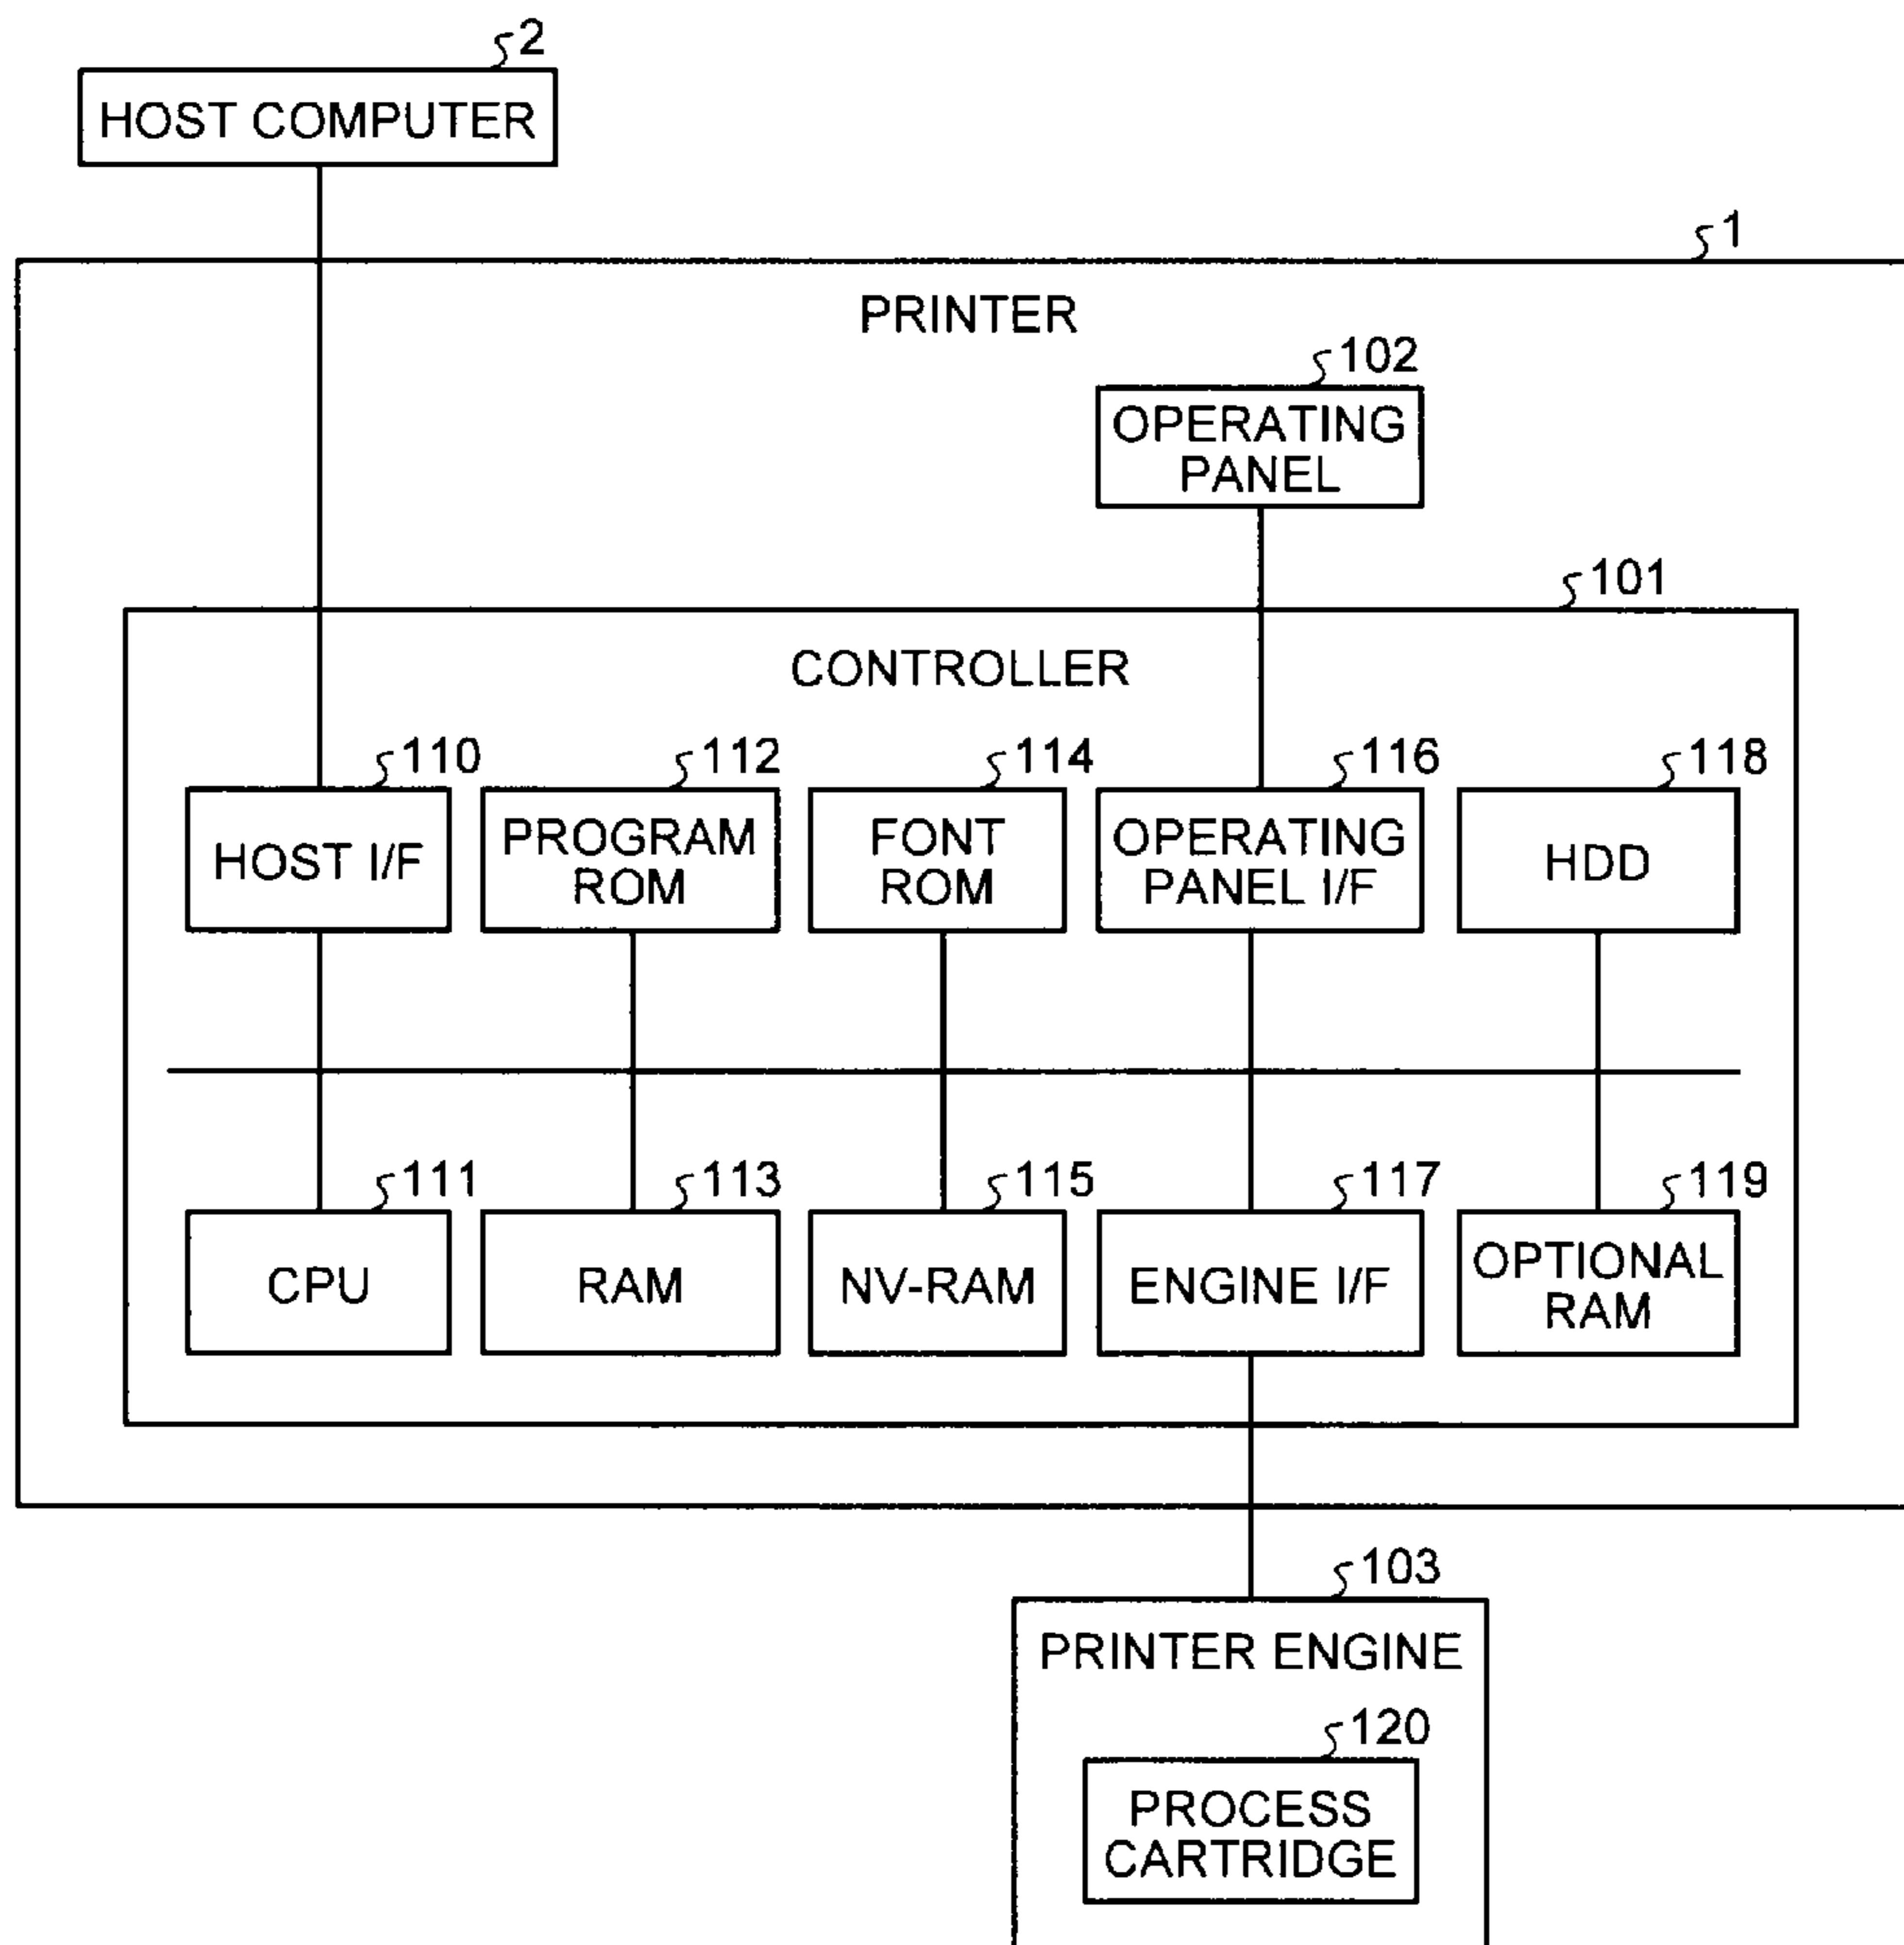 2
HOST COMPUTER
1
PRINTER
102
OPERATING
PANEL
101
CONTROLLER
110
112
114
116
118
HOST I/F
PROGRAM
ROM
FONT
ROM
OPERATING
PANEL I/F
HDD
111
113
115
117
119
CPU
RAM
NV-RAM
ENGINE I/F
OPTIONAL
RAM
103
PRINTER ENGINE
120
PROCESS
CARTRIDGE